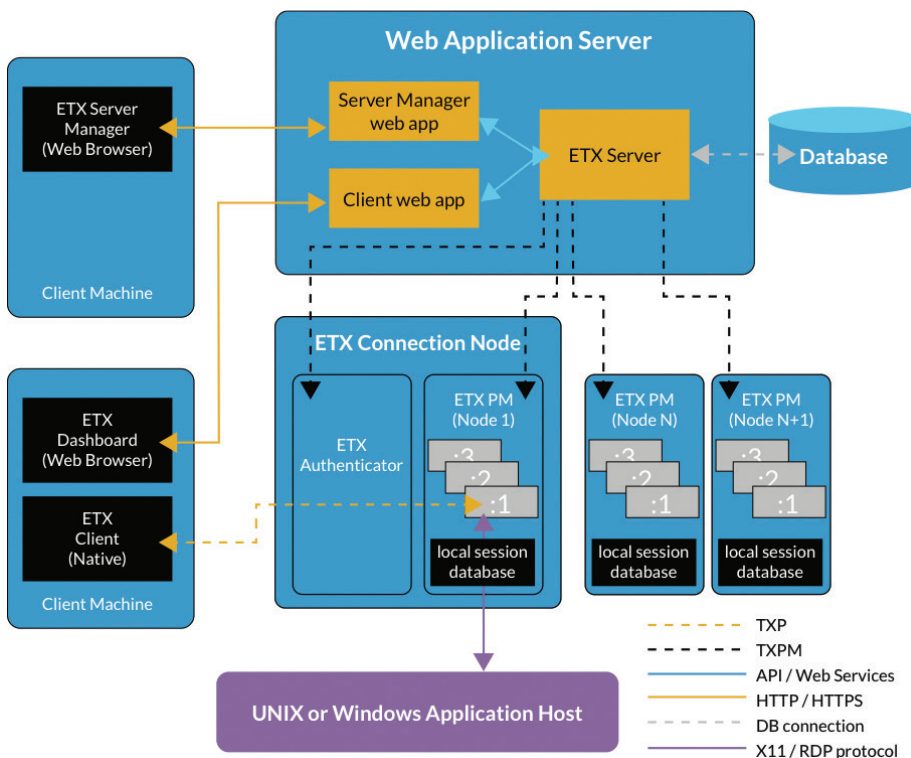 Web Application Server
ETX Server
Manager
(Web Browser)
Client Machine
Server Manager
web app
Client web app
ETX Server
Database
ETX Connection Node
ETX
Authenticator
ETX PM
(Node 1)
:3
:2
:1
local session
database
ETX PM
(Node N)
:3
:2
:1
local session
database
ETX PM
(Node N+1)
:3
:2
:1
local session
database
ETX
Dashboard
(Web Browser)
ETX
Client
(Native)
Client Machine
UNIX or Windows Application Host
TXP
TXPM
API / Web Services
HTTP / HTTPS
DB connection
X11 / RDP protocol